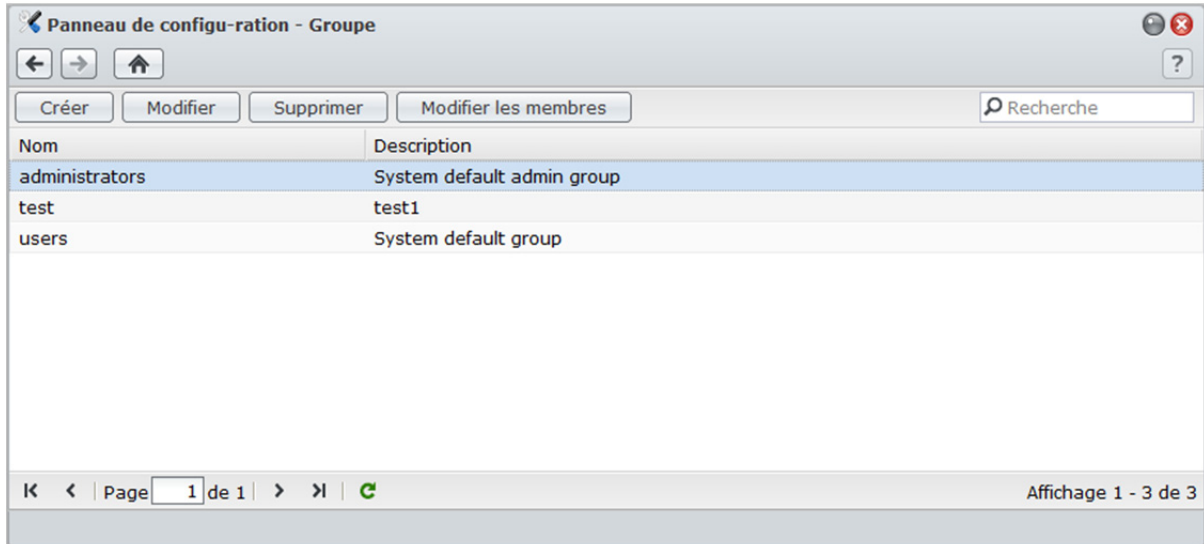 Panneau de configu-ration - Groupe
?
Créer Modifier Supprimer Modifier les membres Recherche
Nom Description
administrators System default admin group
test test1
users System default group
Page 1 de 1 Affichage 1 - 3 de 3